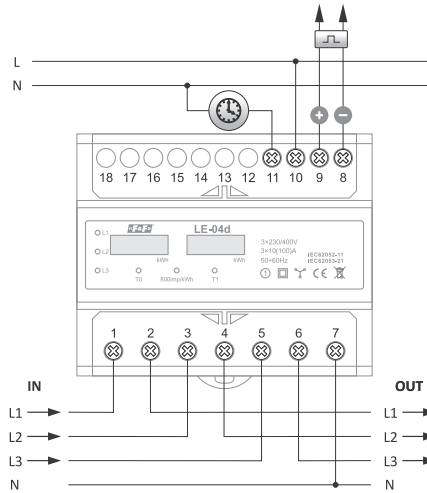 L
N
+ −
18 17 16 15 14 13 12 11 10 9 8
F&F LE-04d
L1
L2
L3
kWh kWh
T0 800imp/kWh T1
3×230/400V
3×10(100)A
50÷60Hz
IEC62052-11
IEC62053-21
1 CE
1 2 3 4 5 6 7
IN OUT
L1 L1
L2 L2
L3 L3
N N